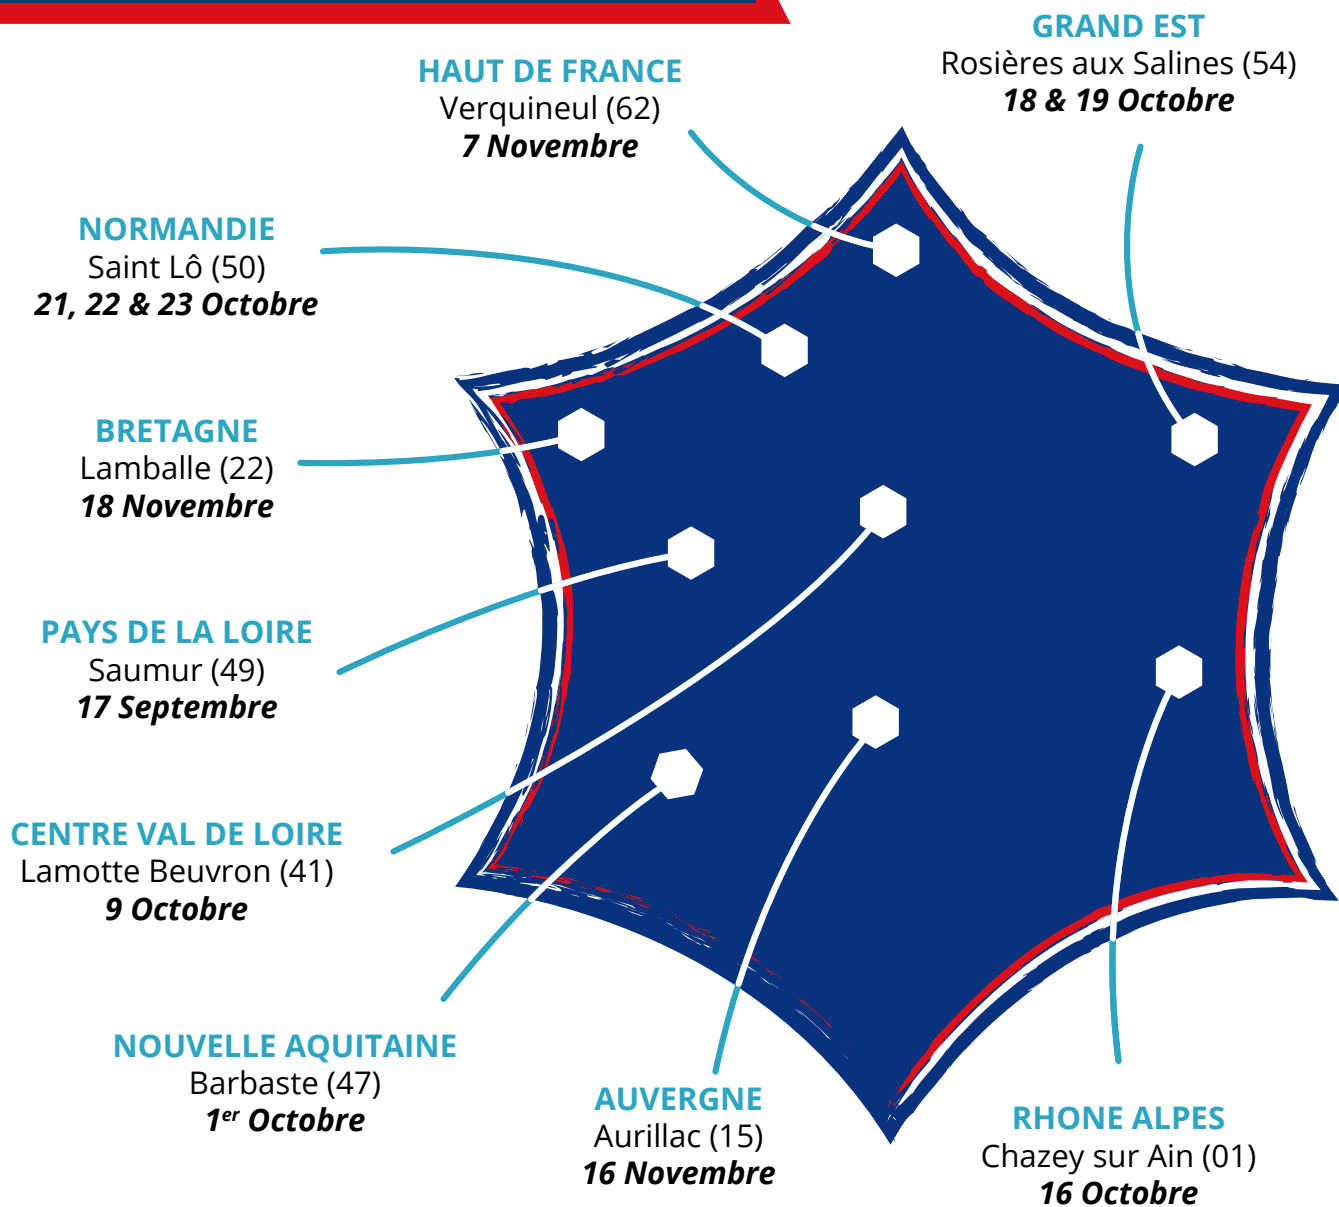 GRAND EST
Rosières aux Salines (54)
18 & 19 Octobre
HAUT DE FRANCE
Verquineul (62)
7 Novembre
NORMANDIE
Saint Lô (50)
21, 22 & 23 Octobre
BRETAGNE
Lamballe (22)
18 Novembre
PAYS DE LA LOIRE
Saumur (49)
17 Septembre
CENTRE VAL DE LOIRE
Lamotte Beuvron (41)
9 Octobre
NOUVELLE AQUITAINE
Barbaste (47)
1er Octobre
AUVERGNE
Aurillac (15)
16 Novembre
RHONE ALPES
Chazey sur Ain (01)
16 Octobre